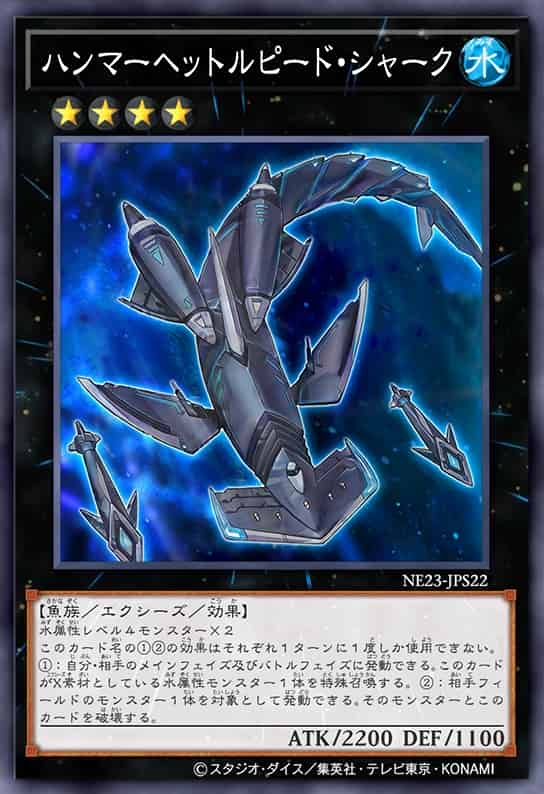 ハンマーヘットルピード・シャーク
水
NE23-JPS22
【魚族/エクシーズ/効果】
水属性レベル4モンスター×2
このカード名の①②の効果はそれぞれ1ターンに1度しか使用できない。
①：自分・相手のメインフェイズ及びバトルフェイズに発動できる。このカード
がX素材としている水属性モンスター1体を特殊召喚する。②：相手フィ
ールドのモンスター1体を対象として発動できる。そのモンスターとこの
カードを破壊する。
ATK/2200 DEF/1100
©スタジオ・ダイス/集英社・テレビ東京・KONAMI